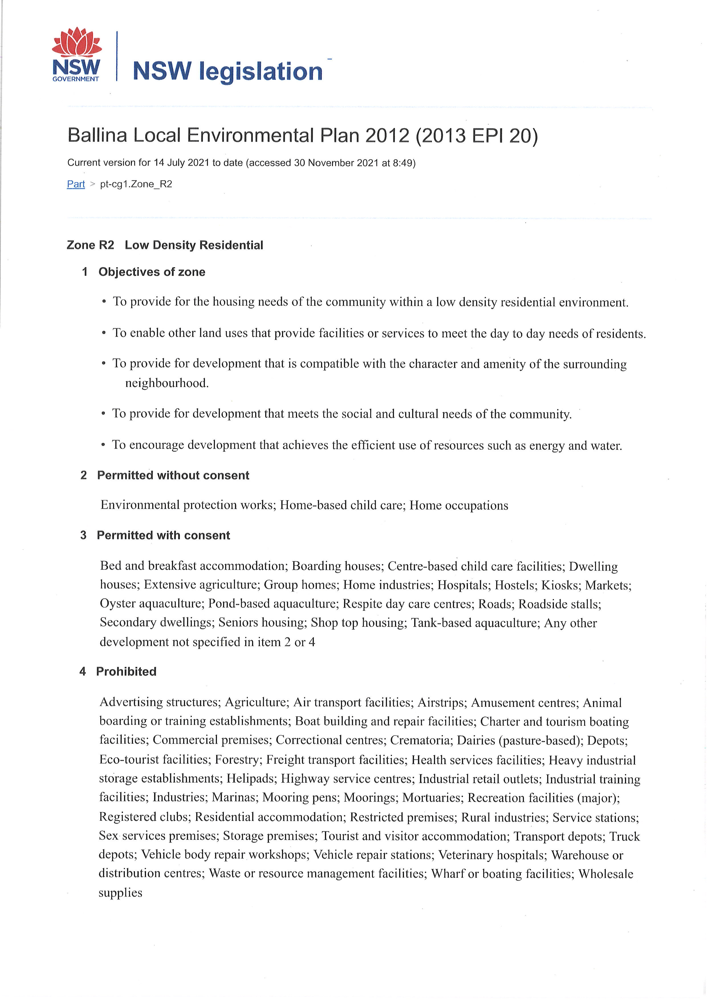 NSW
GOVERNMENT
NSW legislation
Ballina Local Environmental Plan 2012 (2013 EPI 20)
Current version for 14 July 2021 to date (accessed 30 November 2021 at 8:49)
Part > pt-cg1.Zone_R2
Zone R2 Low Density Residential
1 Objectives of zone
• To provide for the housing needs of the community within a low density residential environment.
• To enable other land uses that provide facilities or services to meet the day to day needs of residents.
• To provide for development that is compatible with the character and amenity of the surrounding
neighbourhood.
• To provide for development that meets the social and cultural needs of the community.
• To encourage development that achieves the efficient use of resources such as energy and water.
2 Permitted without consent
Environmental protection works; Home-based child care; Home occupations
3 Permitted with consent
Bed and breakfast accommodation; Boarding houses; Centre-based child care facilities; Dwelling
houses; Extensive agriculture; Group homes; Home industries; Hospitals; Hostels; Kiosks; Markets;
Oyster aquaculture; Pond-based aquaculture; Respite day care centres; Roads; Roadside stalls;
Secondary dwellings; Seniors housing; Shop top housing; Tank-based aquaculture; Any other
development not specified in item 2 or 4
4 Prohibited
Advertising structures; Agriculture; Air transport facilities; Airstrips; Amusement centres; Animal
boarding or training establishments; Boat building and repair facilities; Charter and tourism boating
facilities; Commercial premises; Correctional centres; Crematoria; Dairies (pasture-based); Depots;
Eco-tourist facilities; Forestry; Freight transport facilities; Health services facilities; Heavy industrial
storage establishments; Helipads; Highway service centres; Industrial retail outlets; Industrial training
facilities; Industries; Marinas; Mooring pens; Moorings; Mortuaries; Recreation facilities (major);
Registered clubs; Residential accommodation; Restricted premises; Rural industries; Service stations;
Sex services premises; Storage premises; Tourist and visitor accommodation; Transport depots; Truck
depots; Vehicle body repair workshops; Vehicle repair stations; Veterinary hospitals; Warehouse or
distribution centres; Waste or resource management facilities; Wharf or boating facilities; Wholesale
supplies